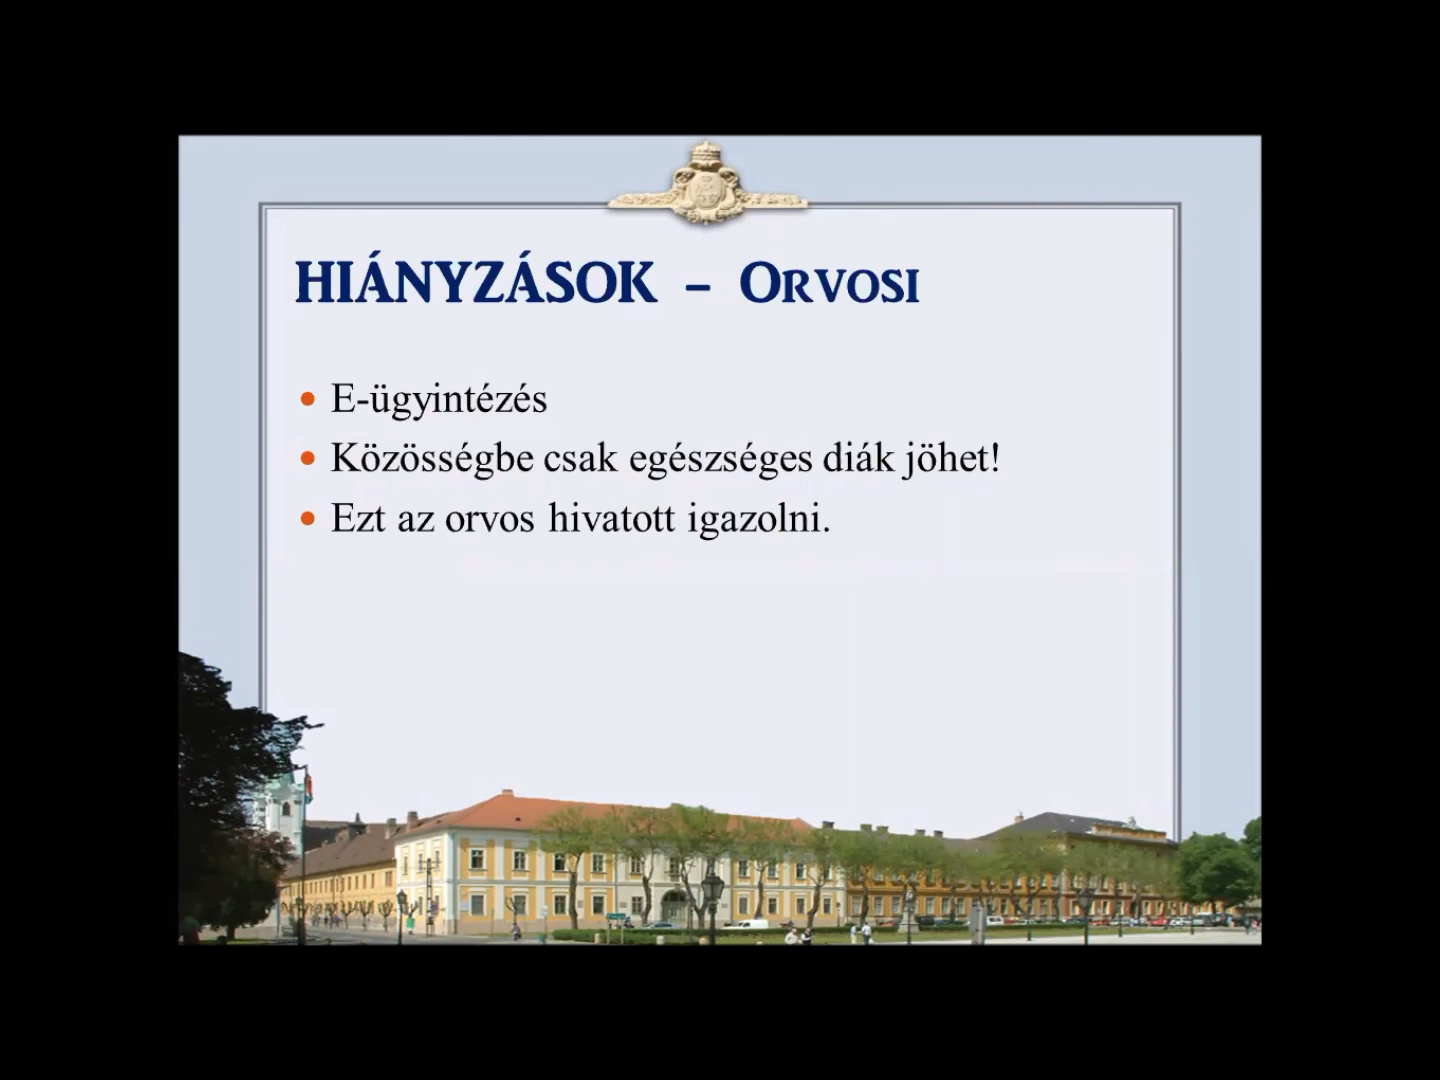 HIÁNYZÁSOK – Orvosi
E-ügyintézés
Közösségbe csak egészséges diák jöhet!
Ezt az orvos hivatott igazolni.